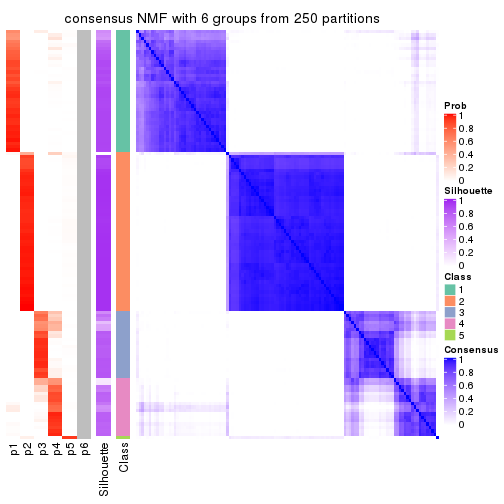 consensus NMF with 6 groups from 250 partitions
Prob
1
0.8
0.6
0.4
0.2
0
Silhouette
1
0.8
0.6
0.4
0.2
0
Class
1
2
3
4
5
Consensus
1
0.8
0.6
0.4
0.2
0
p1
p2
p3
p4
p5
p6
Silhouette
Class